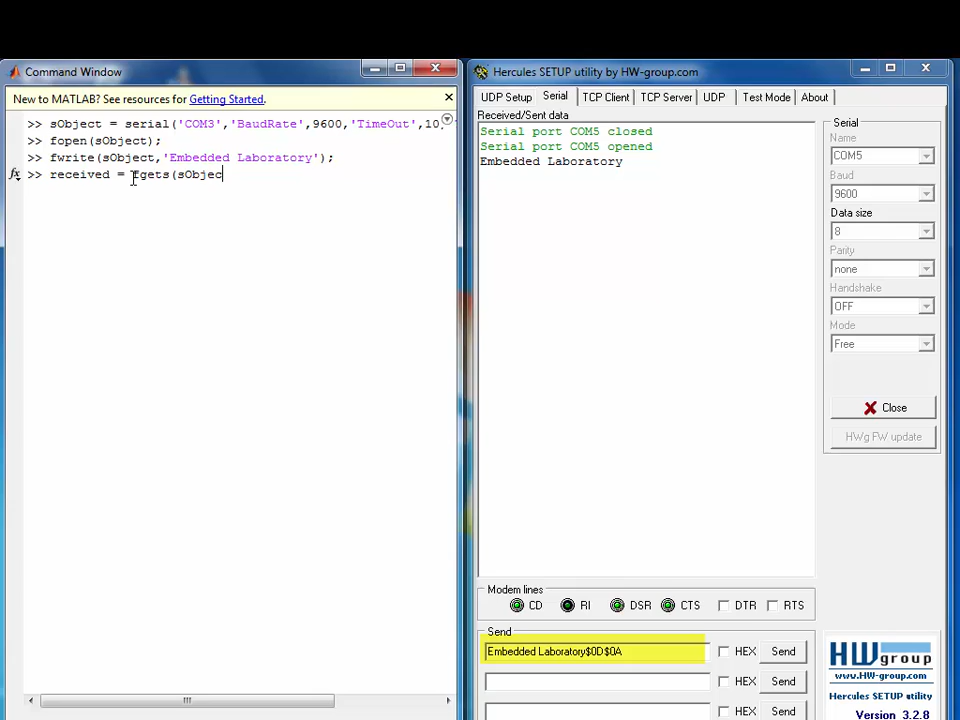 Command Window
New to MATLAB? See resources for Getting Started.
>> sObject = serial('COM3','BaudRate',9600,'TimeOut',10,
>> fopen(sObject);
>> fwrite(sObject,'Embedded Laboratory');
fx >> received = fgets(sObjec
Hercules SETUP utility by HW-group.com
UDP Setup Serial TCP Client TCP Server UDP Test Mode About
Received/Sent data
Serial port COM5 closed
Serial port COM5 opened
Embedded Laboratory
Serial
Name
COM5
Baud
9600
Data size
8
Parity
none
Handshake
OFF
Mode
Free
Close
HWg FW update
Modem lines
CD RI DSR CTS DTR RTS
Send
Embedded Laboratory$0D$0A HEX Send
HEX Send
HEX Send
HW group
www.HW-group.com
Hercules SETUP utility
Version 3.2.8